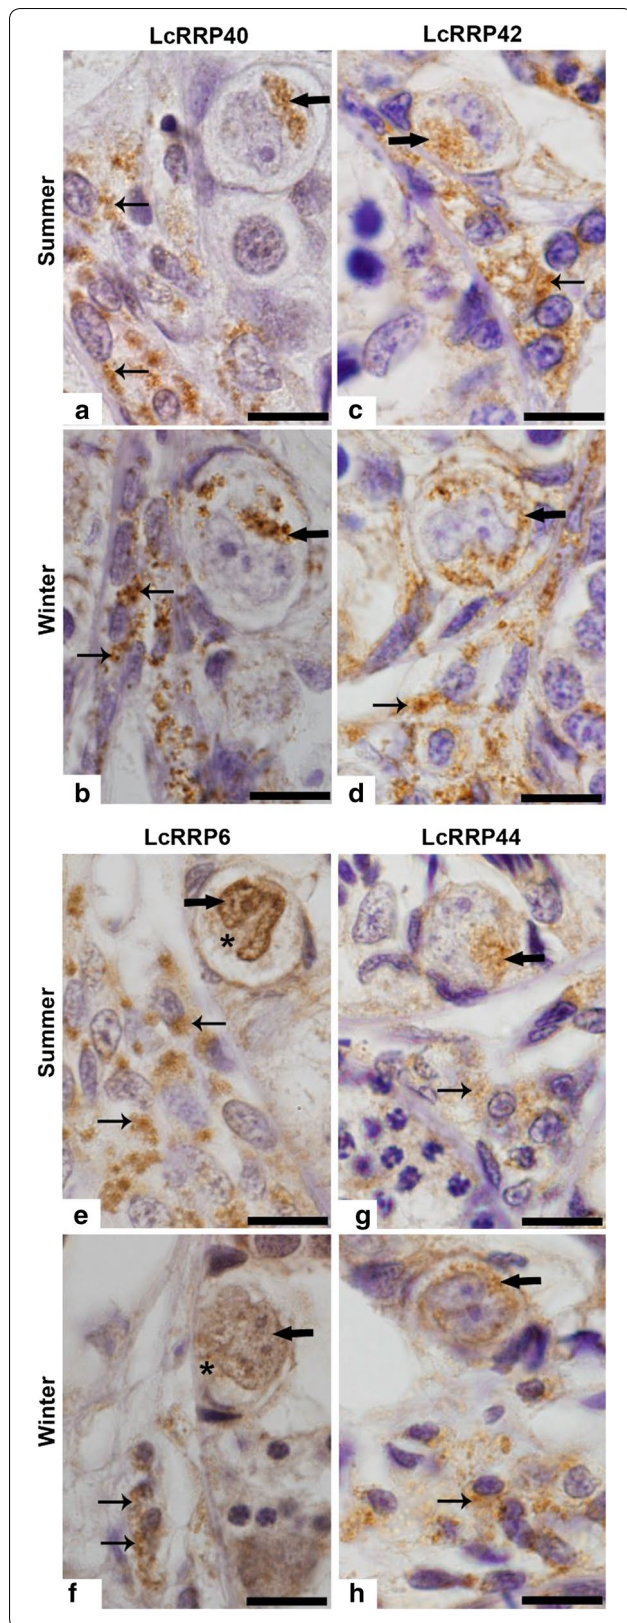 LcRRP40 LcRRP42
Summer
a c
Winter
b d
LcRRP6 LcRRP44
Summer
* 
e g
Winter
*
f h